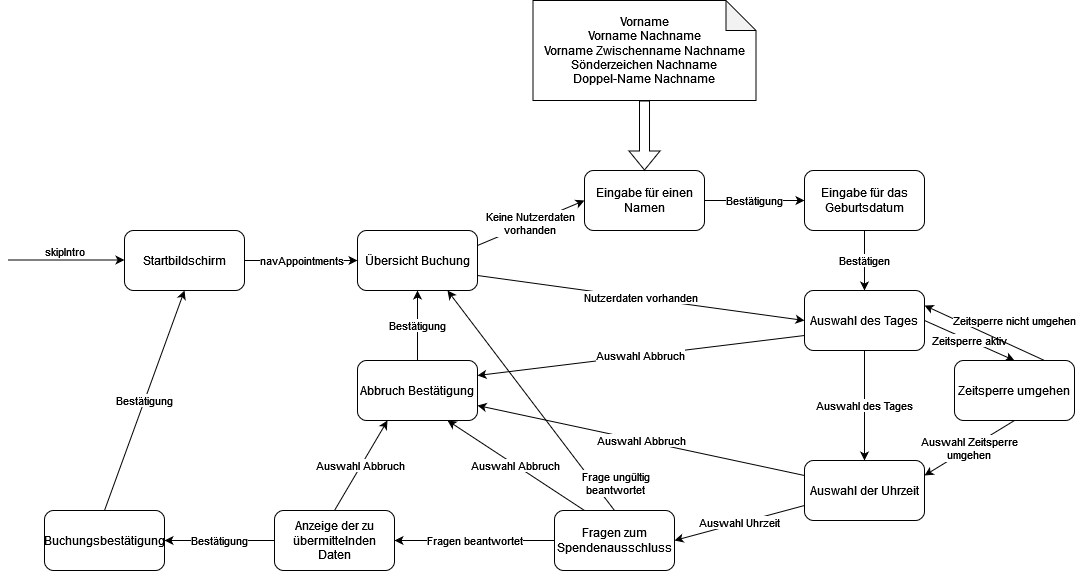 Vorname
Vorname Nachname
Vorname Zwischenname Nachname
Sönderzeichen Nachname
Doppel-Name Nachname
Eingabe für einen
Namen
Bestätigung
Eingabe für das
Geburtsdatum
Keine Nutzerdaten
vorhanden
skipIntro
Startbildschirm
navAppointments
Übersicht Buchung
Bestätigen
Nutzerdaten vorhanden
Auswahl des Tages
Zeitsperre nicht umgehen
Zeitsperre aktiv
Bestätigung
Auswahl Abbruch
Abbruch Bestätigung
Zeitsperre umgehen
Bestätigung
Auswahl des Tages
Auswahl Abbruch
Auswahl Zeitsperre
umgehen
Auswahl Abbruch
Auswahl Abbruch
Frage ungültig
beantwortet
Auswahl der Uhrzeit
Auswahl Uhrzeit
Buchungsbestätigung
Bestätigung
Anzeige der zu
übermittelnden
Daten
Fragen beantwortet
Fragen zum
Spendenausschluss